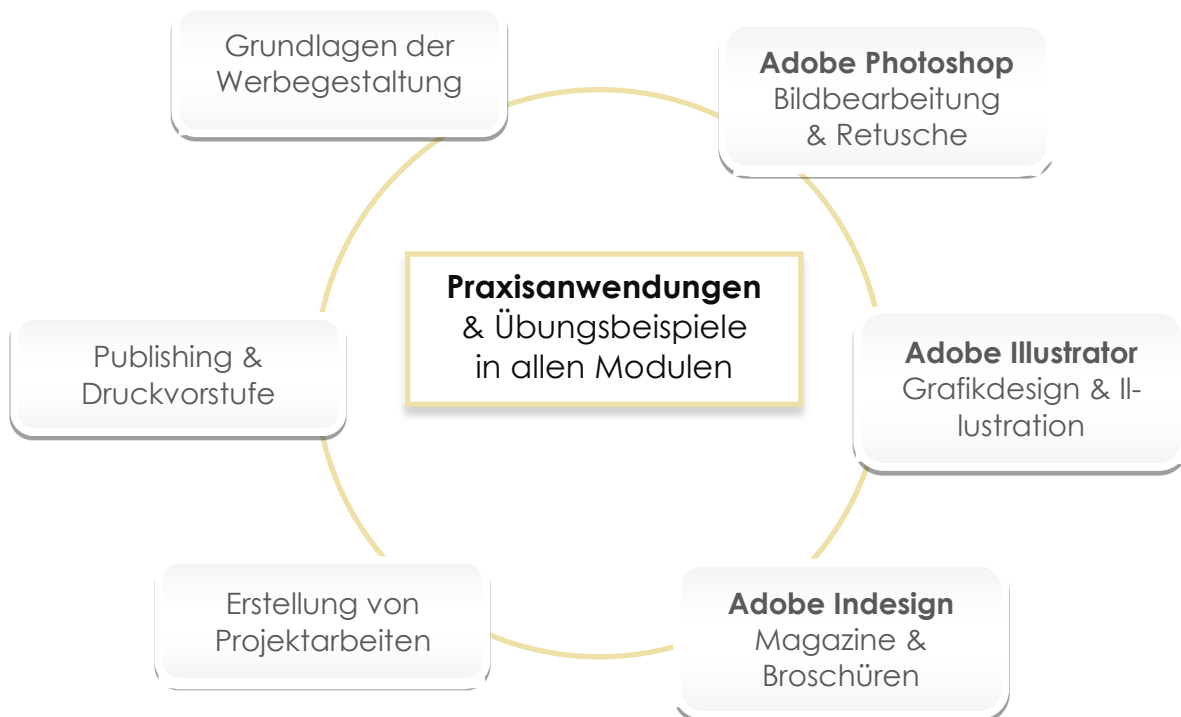 Grundlagen der
Werbegestaltung
Adobe Photoshop
Bildbearbeitung
& Retusche
Praxisanwendungen
& Übungsbeispiele
in allen Modulen
Publishing &
Druckvorstufe
Adobe Illustrator
Grafikdesign & Il-
lustration
Erstellung von
Projektarbeiten
Adobe Indesign
Magazine &
Broschüren